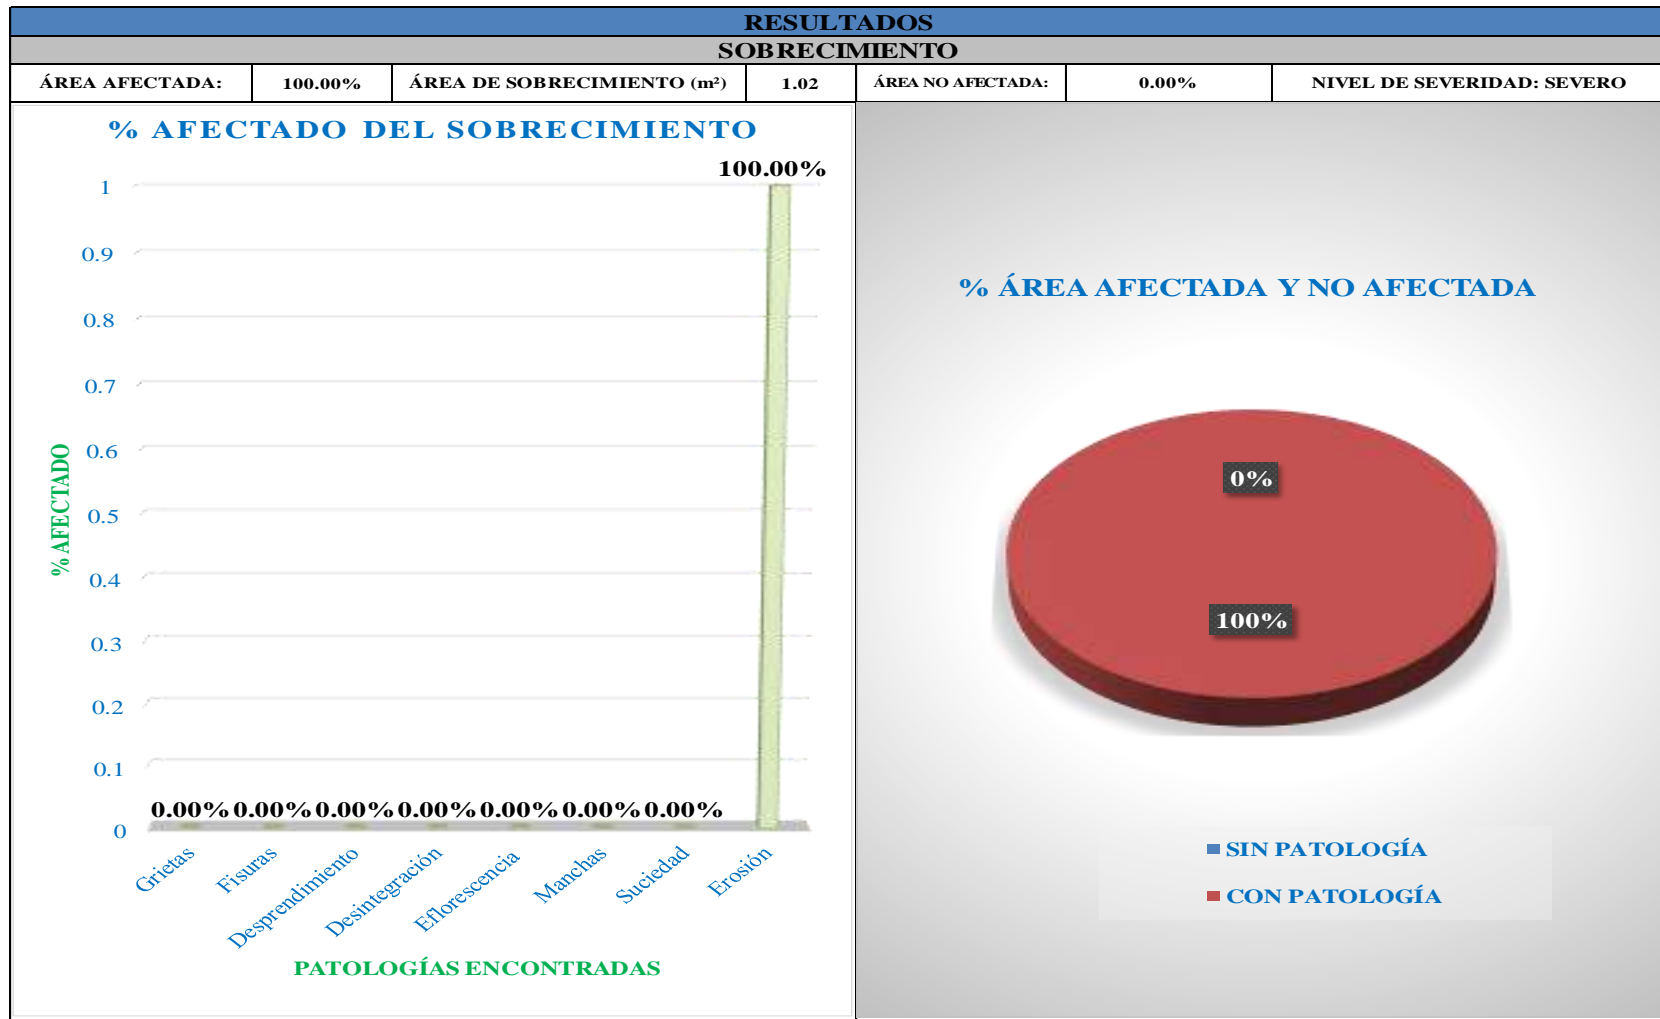 RESULTADOS
SOBRECIMIENTO
ÁREA AFECTADA: 100.00% ÁREA DE SOBRECIMIENTO (m²) 1.02 ÁREA NO AFECTADA: 0.00% NIVEL DE SEVERIDAD: SEVERO
% AFECTADO DEL SOBRECIMIENTO
100.00%
1
0.9
0.8
0.7
0.6
0.5
0.4
0.3
0.2
0.1
0
% AFECTADO
0.00% 0.00% 0.00% 0.00% 0.00% 0.00% 0.00%
Grietas
Fisuras
Desprendimiento
Desintegración
Eflorescencia
Manchas
Suciedad
Erosión
PATOLOGÍAS ENCONTRADAS
% ÁREA AFECTADA Y NO AFECTADA
0%
100%
SIN PATOLOGÍA
CON PATOLOGÍA